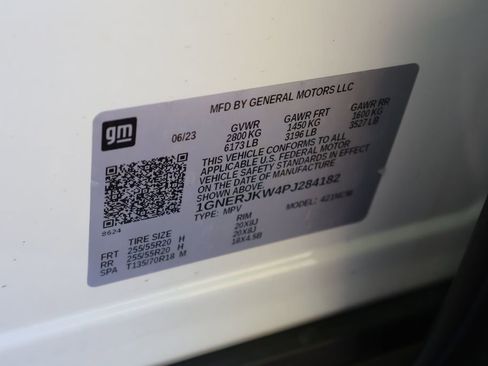 MFD BY GENERAL MOTORS LLC
gm
06/23 GVWR GAWR FRT GAWR RR
2800 KG 1450 KG 1600 KG
6173 LB 3196 LB 3527 LB
THIS VEHICLE CONFORMS TO ALL
APPLICABLE U.S. FEDERAL MOTOR
VEHICLE SAFETY STANDARDS IN EFFECT
ON THE DATE OF MANUFACTURE
SHOWN ABOVE.
1GNERJKW4PJ284182
TYPE: MPV MODEL:
8624
TIRE SIZE RIM
FRT 255/55R20 H 20X8J
RR 255/55R20 H 20X8J
SPA T135/70R18 M 18X4.5B